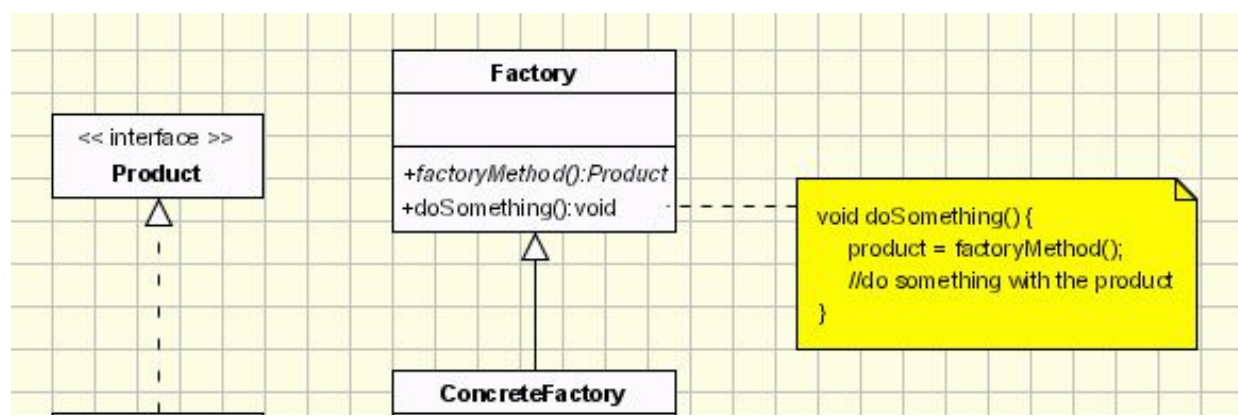 << interface >>
Product
Factory
+factoryMethod():Product
+doSomething():void
void doSomething() {
product = factoryMethod();
//do something with the product
}
ConcreteFactory